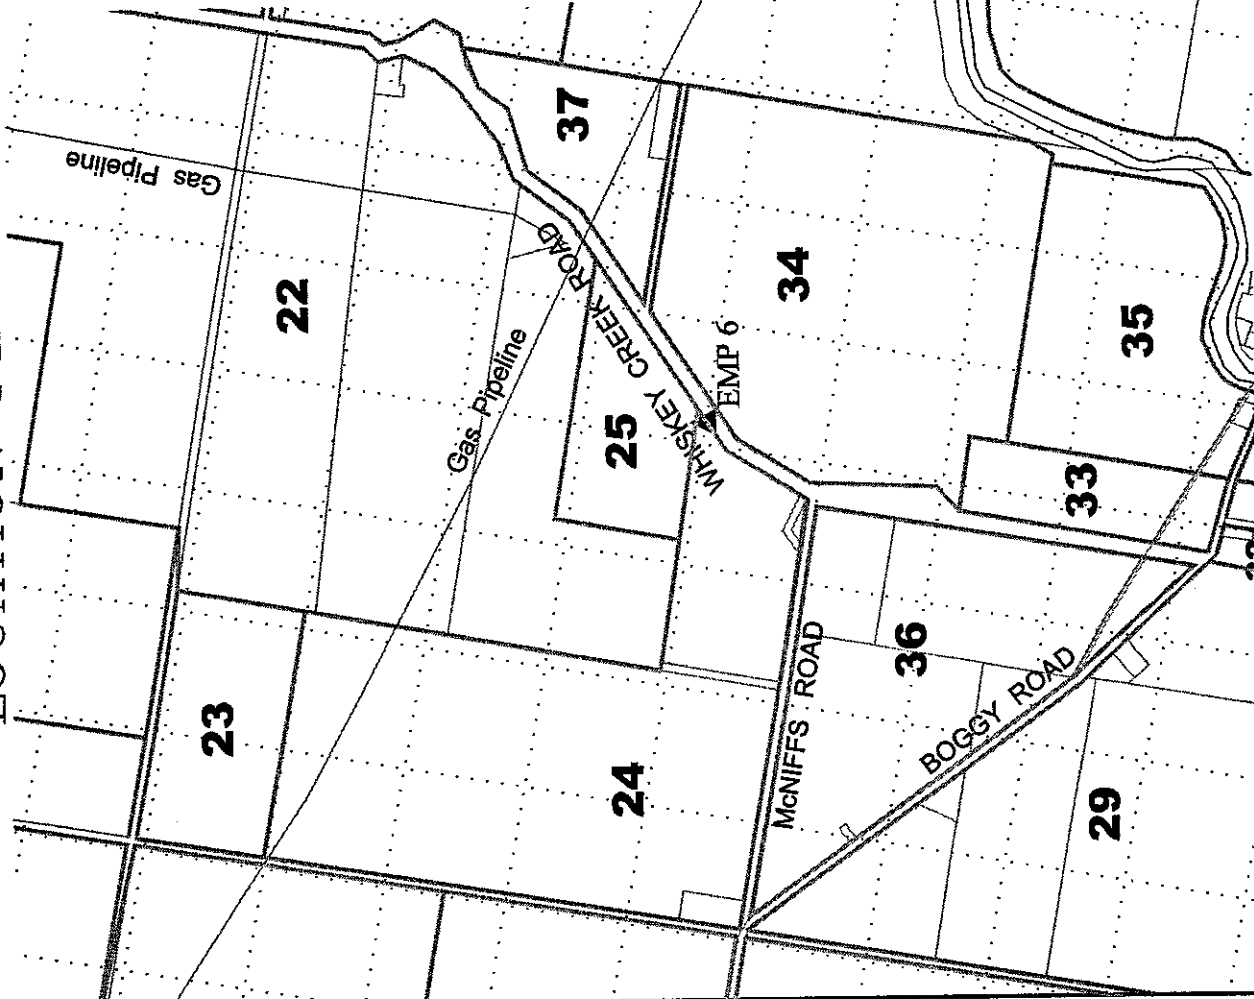 Gas Pipeline
37
22
34
WHISKEY CREEK ROAD
EMP 6
Gas Pipeline
25
35
33
36
McNIFFS ROAD
BOGGY ROAD
23
24
29